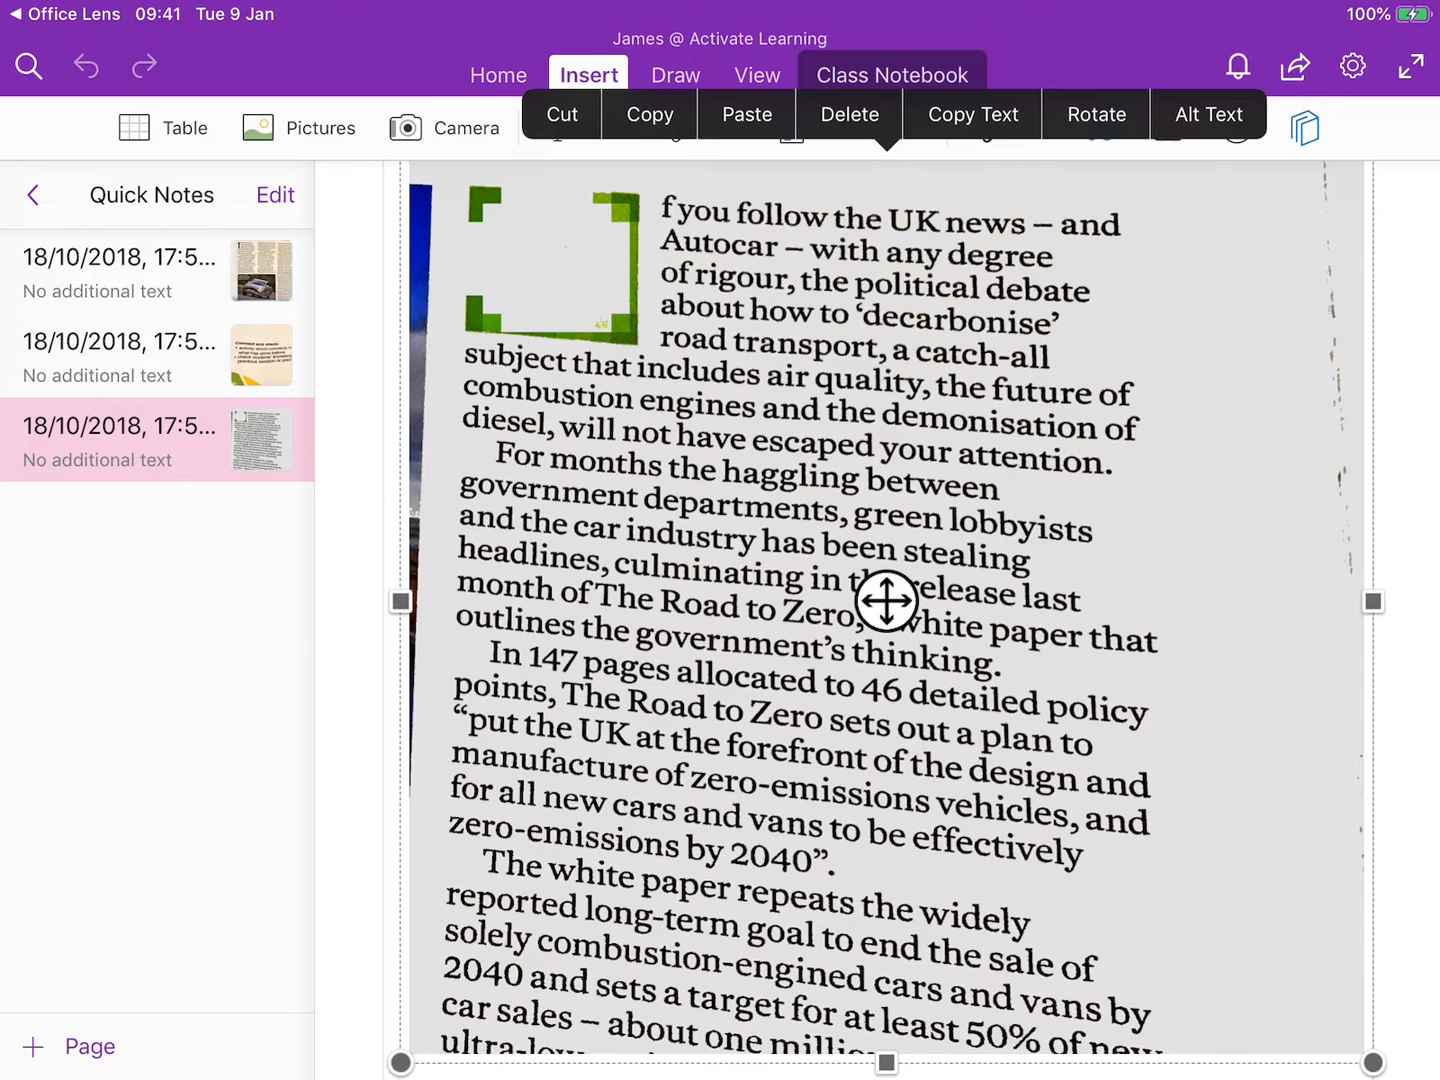 Office Lens 09:41 Tue 9 Jan
100%
James @ Activate Learning
Home Insert Draw View Class Notebook
Cut Copy Paste Delete Copy Text Rotate Alt Text
Table Pictures Camera
Quick Notes Edit
18/10/2018, 17:5...
No additional text
18/10/2018, 17:5...
No additional text
18/10/2018, 17:5...
No additional text
Page
f you follow the UK news – and
Autocar – with any degree
of rigour, the political debate
about how to ‘decarbonise’
road transport, a catch-all
subject that includes air quality, the future of
combustion engines and the demonisation of
diesel, will not have escaped your attention.
For months the haggling between
government departments, green lobbyists
and the car industry has been stealing
headlines, culminating in release last
month of The Road to Zero, white paper that
outlines the government’s thinking.
In 147 pages allocated to 46 detailed policy
points, The Road to Zero sets out a plan to
“put the UK at the forefront of the design and
manufacture of zero-emissions vehicles, and
for all new cars and vans to be effectively
zero-emissions by 2040”.
The white paper repeats the widely
reported long-term goal to end the sale of
solely combustion-engined cars and vans by
2040 and sets a target for at least 50% of new
car sales – about one million